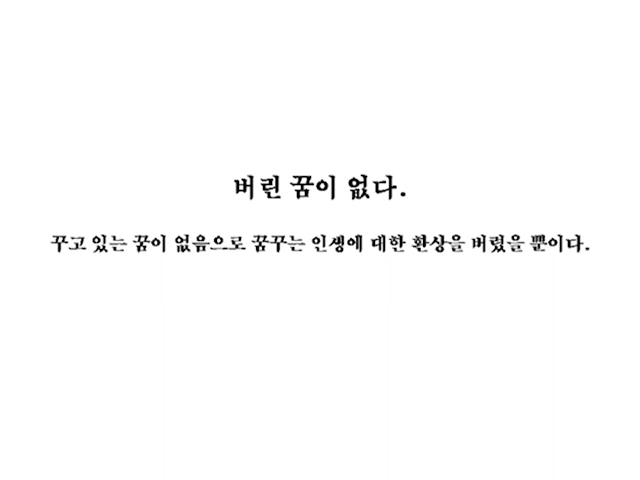 버린 꿈이 없다.
꾸고 있는 꿈이 없음으로 꿈꾸는 인생에 대한 환상을 버렸을 뿐이다.